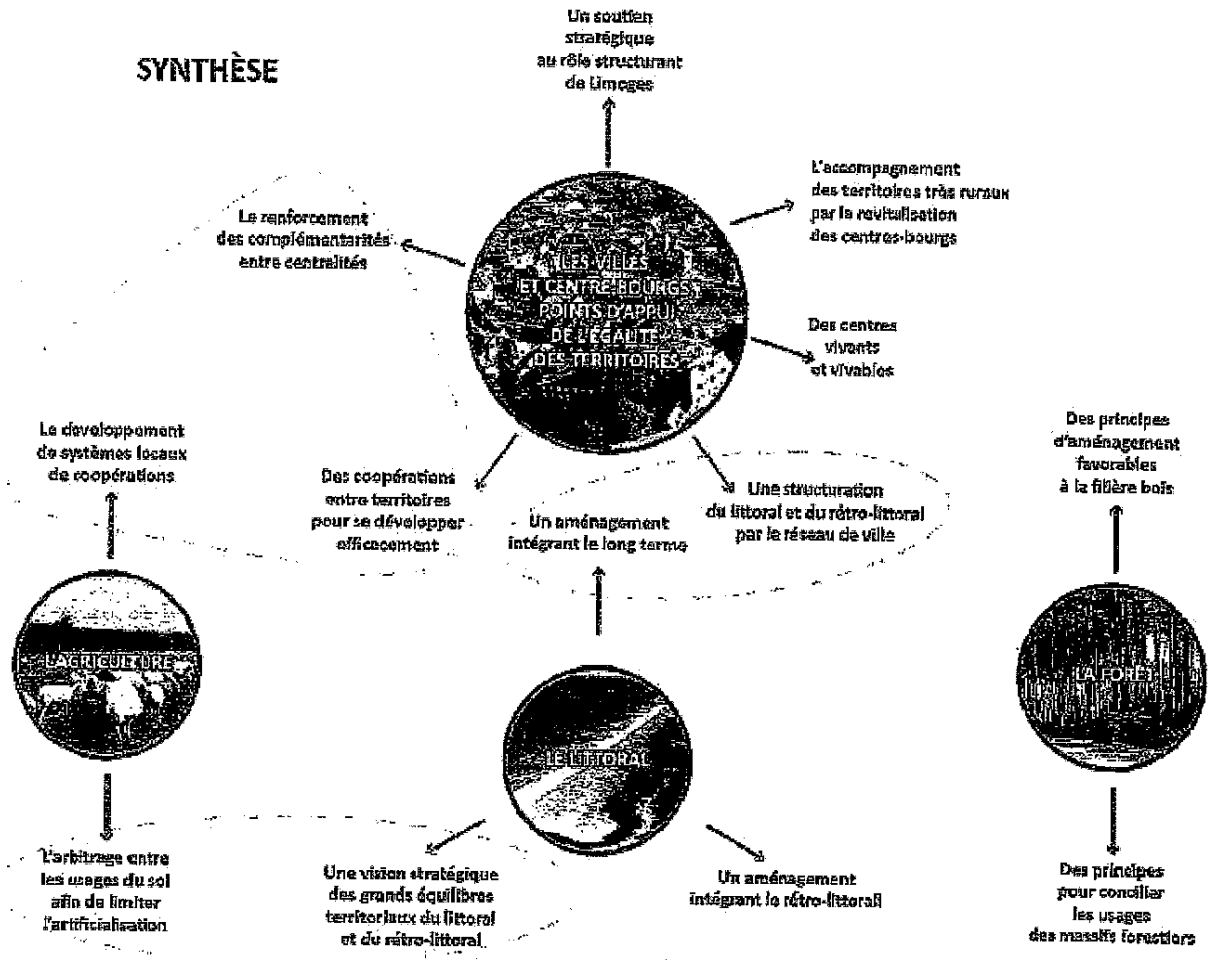 SYNTHÈSE
Un soutien
stratégique
au rôle structurant
de Limoges
L'accompagnement
des territoires très ruraux
par la revitalisation
des centres-bourgs
Le renforcement
des complémentarités
entre centralités
LES VILLES
ET CENTRE-BOURGS
POINTS D'APPUI
DE L'ÉGALITÉ
DES TERRITOIRES
Des centres
vivants
et vivables
Le développement
de systèmes locaux
de coopérations
Des coopérations
entre territoires
pour se développer
efficacement
Un aménagement
intégrant le long terme
Une structuration
du littoral et du rétro-littoral
par le réseau de ville
Des principes
d'aménagement
favorables
à la filière bois
L'AGRICULTURE
LE LITTORAL
LA FORÊT
L'arbitrage entre
les usages du sol
afin de limiter
l'artificialisation
Une vision stratégique
des grands équilibres
territoriaux du littoral
et du rétro-littoral
Un aménagement
intégrant le rétro-littoral
Des principes
pour concilier
les usages
des massifs forestiers